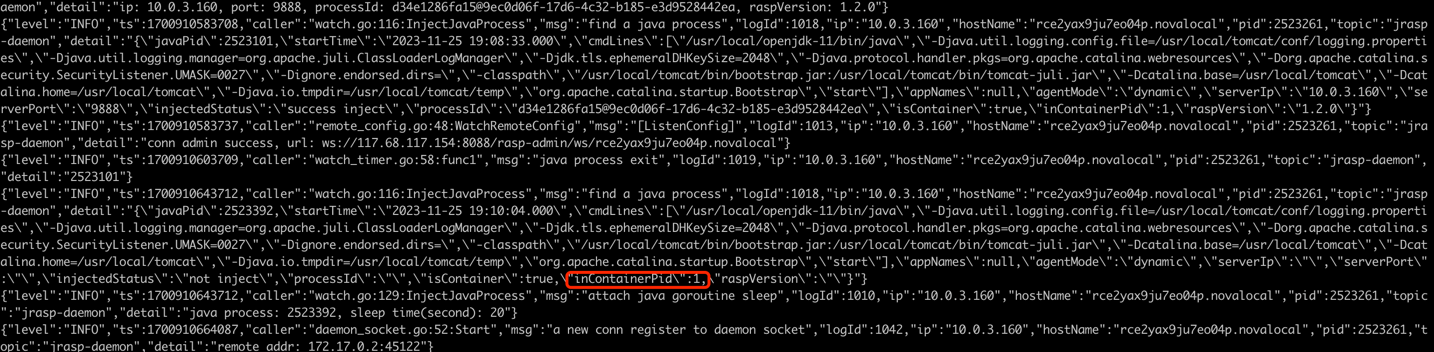 aemon","detail":"ip: 10.0.3.160, port: 9888, processId: d34e1286fa15@9ec0d06f-17d6-4c32-b185-e3d9528442ea, raspVersion: 1.2.0"}
{"level":"INFO","ts":1700910583708,"caller":"watch.go:116:InjectJavaProcess","msg":"find a java process","logId":1018,"ip":"10.0.3.160","hostName":"rce2yax9ju7eo04p.novalocal","pid":2523261,"topic":"jrasp-
daemon","detail":"{\"javaPid\":2523101,\"startTime\":\"2023-11-25 19:08:33.000\",\"cmdLines\":[\"/usr/local/openjdk-11/bin/java\",\"-Djava.util.logging.config.file=/usr/local/tomcat/conf/logging.properti
es\",\"-Djava.util.logging.manager=org.apache.juli.ClassLoaderLogManager\",\"-Djdk.tls.ephemeralDHKeySize=2048\",\"-Djava.protocol.handler.pkgs=org.apache.catalina.webresources\",\"-Dorg.apache.catalina.s
ecurity.SecurityListener.UMASK=0027\",\"-Dignore.endorsed.dirs=\",\"-classpath\",\"/usr/local/tomcat/bin/bootstrap.jar:/usr/local/tomcat/bin/tomcat-juli.jar\",\"-Dcatalina.base=/usr/local/tomcat\",\"-Dcat
alina.home=/usr/local/tomcat\",\"-Djava.io.tmpdir=/usr/local/tomcat/temp\",\"org.apache.catalina.startup.Bootstrap\",\"start\"],\"appNames\":null,\"agentMode\":\"dynamic\",\"serverIp\":\"10.0.3.160\",\"se
rverPort\":\"9888\",\"injectedStatus\":\"success inject\",\"processId\":\"d34e1286fa15@9ec0d06f-17d6-4c32-b185-e3d9528442ea\",\"isContainer\":true,\"inContainerPid\":1,\"raspVersion\":\"1.2.0\"}"}
{"level":"INFO","ts":1700910583737,"caller":"remote_config.go:48:WatchRemoteConfig","msg":"[ListenConfig]","logId":1013,"ip":"10.0.3.160","hostName":"rce2yax9ju7eo04p.novalocal","pid":2523261,"topic":"jra
sp-daemon","detail":"conn admin success, url: ws://117.68.117.154:8088/rasp-admin/ws/rce2yax9ju7eo04p.novalocal"}
{"level":"INFO","ts":1700910603709,"caller":"watch_timer.go:58:func1","msg":"java process exit","logId":1019,"ip":"10.0.3.160","hostName":"rce2yax9ju7eo04p.novalocal","pid":2523261,"topic":"jrasp-daemon",
"detail":"2523101"}
{"level":"INFO","ts":1700910643712,"caller":"watch.go:116:InjectJavaProcess","msg":"find a java process","logId":1018,"ip":"10.0.3.160","hostName":"rce2yax9ju7eo04p.novalocal","pid":2523261,"topic":"jrasp-
daemon","detail":"{\"javaPid\":2523392,\"startTime\":\"2023-11-25 19:10:04.000\",\"cmdLines\":[\"/usr/local/openjdk-11/bin/java\",\"-Djava.util.logging.config.file=/usr/local/tomcat/conf/logging.properti
es\",\"-Djava.util.logging.manager=org.apache.juli.ClassLoaderLogManager\",\"-Djdk.tls.ephemeralDHKeySize=2048\",\"-Djava.protocol.handler.pkgs=org.apache.catalina.webresources\",\"-Dorg.apache.catalina.s
ecurity.SecurityListener.UMASK=0027\",\"-Dignore.endorsed.dirs=\",\"-classpath\",\"/usr/local/tomcat/bin/bootstrap.jar:/usr/local/tomcat/bin/tomcat-juli.jar\",\"-Dcatalina.base=/usr/local/tomcat\",\"-Dcat
alina.home=/usr/local/tomcat\",\"-Djava.io.tmpdir=/usr/local/tomcat/temp\",\"org.apache.catalina.startup.Bootstrap\",\"start\"],\"appNames\":null,\"agentMode\":\"dynamic\",\"serverIp\":\"\",\"serverPort\"
:\"\",\"injectedStatus\":\"not inject\",\"processId\":\"\",\"isContainer\":true,\"inContainerPid\":1,\"raspVersion\":\"\"}"}
{"level":"INFO","ts":1700910643712,"caller":"watch.go:129:InjectJavaProcess","msg":"attach java goroutine sleep","logId":1010,"ip":"10.0.3.160","hostName":"rce2yax9ju7eo04p.novalocal","pid":2523261,"topic
":"jrasp-daemon","detail":"java process: 2523392, sleep time(second): 20"}
{"level":"INFO","ts":1700910664087,"caller":"daemon_socket.go:52:Start","msg":"a new conn register to daemon socket","logId":1042,"ip":"10.0.3.160","hostName":"rce2yax9ju7eo04p.novalocal","pid":2523261,"to
pic":"jrasp-daemon","detail":"remote addr: 172.17.0.2:45122"}